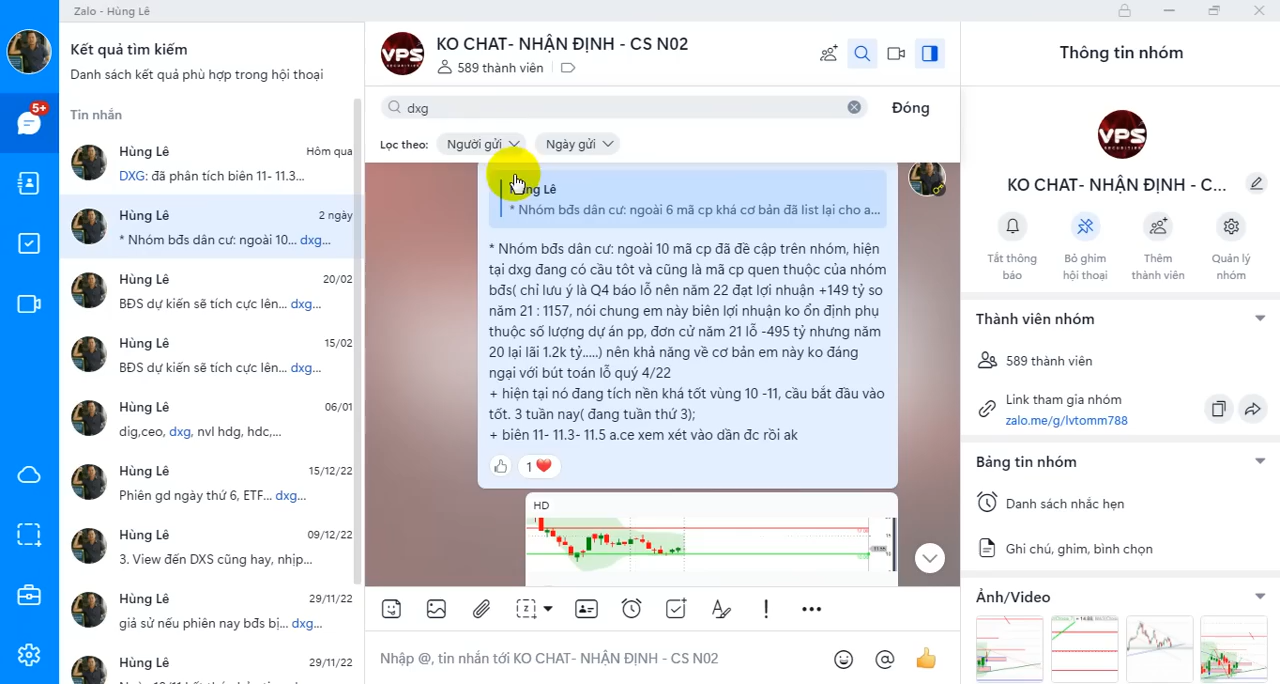 Zalo - Hùng Lê
Kết quả tìm kiếm
Danh sách kết quả phù hợp trong hội thoại
Tin nhắn
5+
Hùng Lê
Hôm qua
DXG: đã phân tích biên 11- 11.3...
Hùng Lê
2 ngày
* Nhóm bđs dân cư: ngoài 10... dxg...
Hùng Lê
20/02
BĐS dự kiến sẽ tích cực lên... dxg...
Hùng Lê
15/02
BĐS dự kiến sẽ tích cực lên... dxg...
Hùng Lê
06/01
dig,ceo, dxg, nvl hdg, hdc,...
Hùng Lê
15/12/22
Phiên gd ngày thứ 6, ETF... dxg...
Hùng Lê
09/12/22
3. View đến DXS cũng hay, nhịp...
Hùng Lê
29/11/22
giả sử nếu phiên nay bđs bị... dxg...
Hùng Lê
29/11/22
VPS
SECURITIES
KO CHAT- NHẬN ĐỊNH - CS N02
589 thành viên
dxg
Đóng
Lọc theo:
Người gửi
Ngày gửi
Lê
* Nhóm bđs dân cư: ngoài 6 mã cp khá cơ bản đã list lại cho a...
* Nhóm bđs dân cư: ngoài 10 mã cp đã đề cập trên nhóm, hiện
tại dxg đang có cầu tôt và cũng là mã cp quen thuộc của nhóm
bđs( chỉ lưu ý là Q4 báo lỗ nên năm 22 đạt lợi nhuận +149 tỷ so
năm 21 : 1157, nói chung em này biên lợi nhuận ko ổn định phụ
thuộc số lượng dự án pp, đơn cử năm 21 lỗ -495 tỷ nhưng năm
20 lại lãi 1.2k tỷ.....) nên khả năng về cơ bản em này ko đáng
ngại với bút toán lỗ quý 4/22
+ hiện tại nó đang tích nền khá tốt vùng 10 -11, cầu bắt đầu vào
tốt. 3 tuần nay( đang tuần thứ 3);
+ biên 11- 11.3- 11.5 a.ce xem xét vào dần đc rồi ak
1
HD
Nhập @, tin nhắn tới KO CHAT- NHẬN ĐỊNH - CS N02
Thông tin nhóm
VPS
SECURITIES
KO CHAT- NHẬN ĐỊNH - C...
Tắt thông
báo
Bỏ ghim
hội thoại
Thêm
thành viên
Quản lý
nhóm
Thành viên nhóm
589 thành viên
Link tham gia nhóm
zalo.me/g/lvtomm788
Bảng tin nhóm
Danh sách nhắc hẹn
Ghi chú, ghim, bình chọn
Ảnh/Video